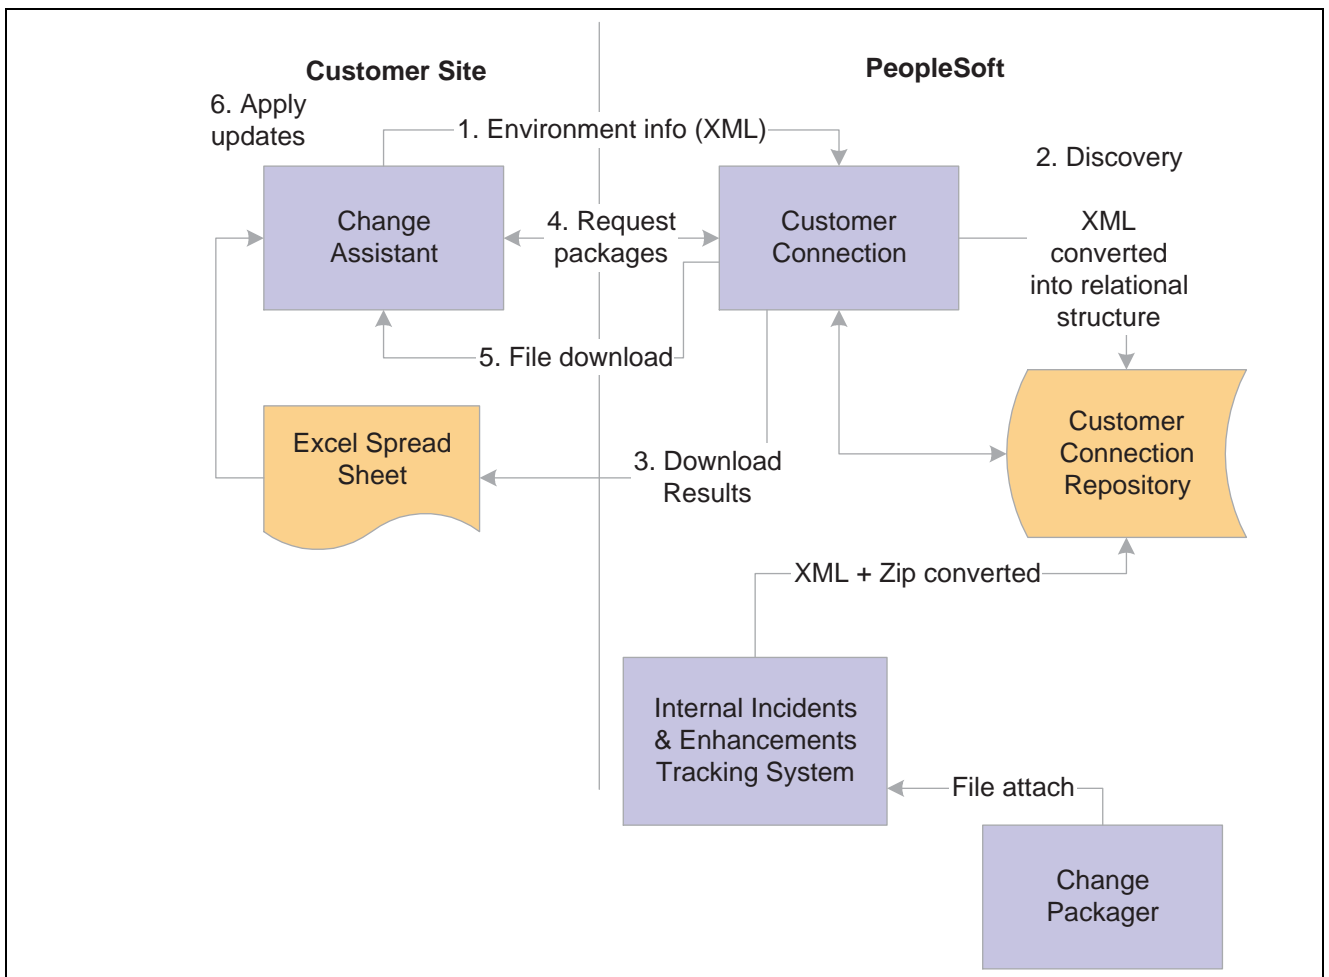 Customer Site
PeopleSoft
6. Apply
updates
1. Environment info (XML)
2. Discovery
Change
Assistant
4. Request
packages
Customer
Connection
XML
converted
into relational
structure
5. File download
Excel Spread
Sheet
3. Download
Results
Customer
Connection
Repository
XML + Zip converted
Internal Incidents
& Enhancements
Tracking System
File attach
Change
Packager